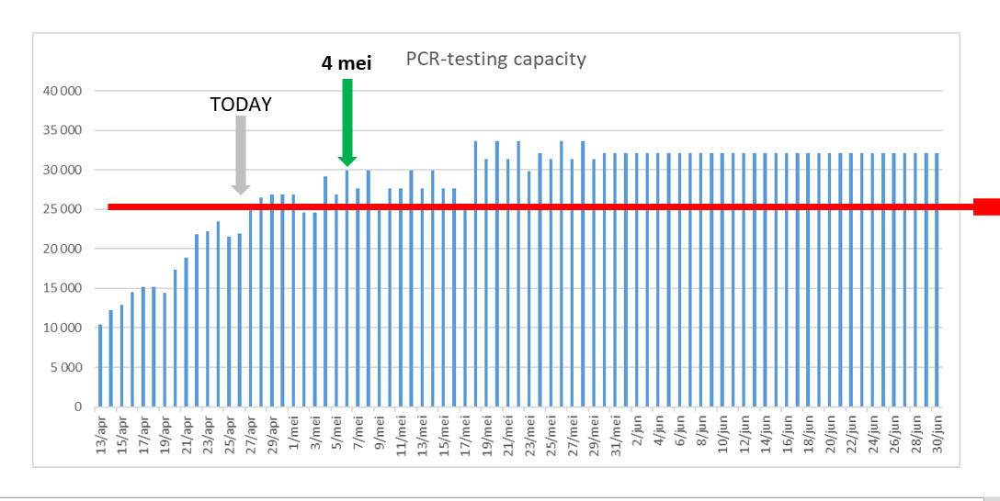 4 mei
PCR-testing capacity
TODAY
40 000
35 000
30 000
25 000
20 000
15 000
10 000
5 000
0
13/apr
15/apr
17/apr
19/apr
21/apr
23/apr
25/apr
27/apr
29/apr
1/mei
3/mei
5/mei
7/mei
9/mei
11/mei
13/mei
15/mei
17/mei
19/mei
21/mei
23/mei
25/mei
27/mei
29/mei
31/mei
2/jun
4/jun
6/jun
8/jun
10/jun
12/jun
14/jun
16/jun
18/jun
20/jun
22/jun
24/jun
26/jun
28/jun
30/jun